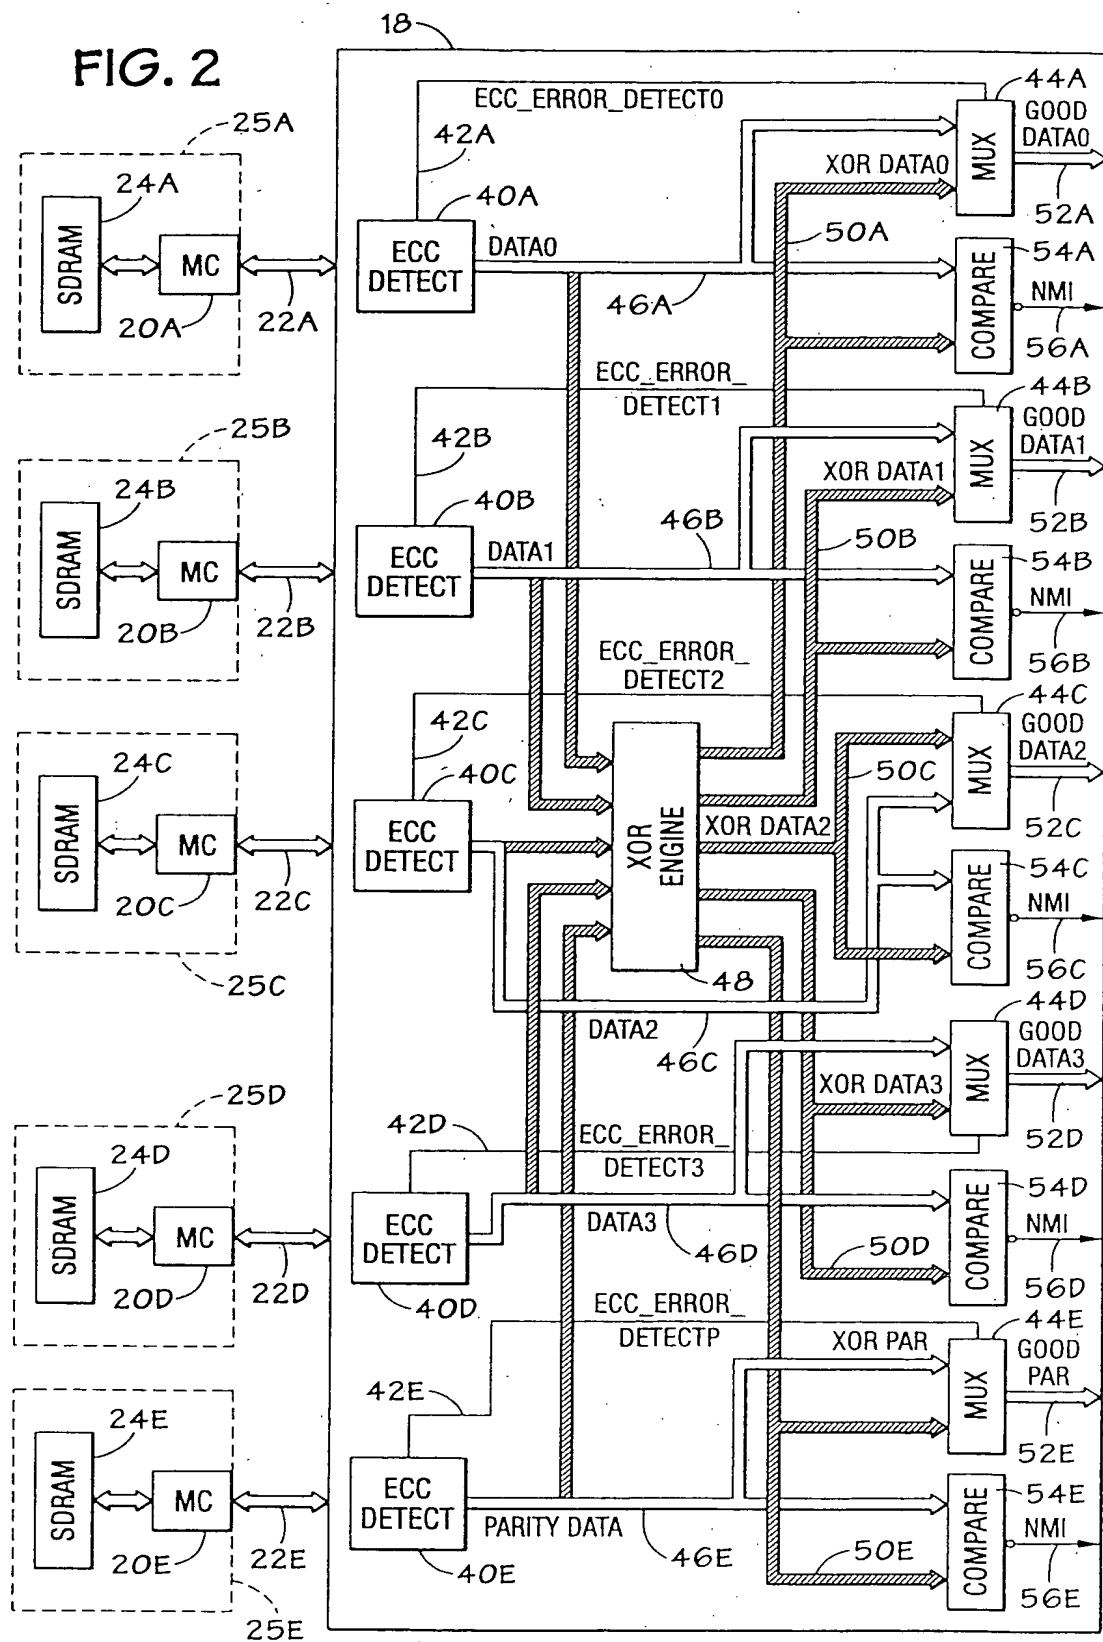 FIG. 2
18
25A
24A
SDRAM
MC
20A
22A
ECC_ERROR_DETECT0
42A
40A
ECC
DETECT
DATA0
46A
XOR DATA0
50A
44A
MUX
GOOD
DATA0
52A
54A
COMPARE
NMI
56A
25B
24B
SDRAM
MC
20B
22B
ECC_ERROR_
DETECT1
42B
40B
ECC
DETECT
DATA1
46B
XOR DATA1
50B
44B
MUX
GOOD
DATA1
52B
54B
COMPARE
NMI
56B
24C
SDRAM
MC
20C
22C
25C
ECC_ERROR_
DETECT2
42C
40C
ECC
DETECT
XOR
ENGINE
48
XOR DATA2
50C
DATA2
46C
44C
MUX
GOOD
DATA2
52C
54C
COMPARE
NMI
56C
25D
24D
SDRAM
MC
20D
22D
42D
ECC_ERROR_
DETECT3
ECC
DETECT
40D
DATA3
46D
XOR DATA3
50D
44D
MUX
GOOD
DATA3
52D
54D
COMPARE
NMI
56D
24E
SDRAM
MC
20E
22E
25E
ECC_ERROR_
DETECTP
42E
ECC
DETECT
40E
PARITY DATA
46E
XOR PAR
50E
44E
MUX
GOOD
PAR
52E
54E
COMPARE
NMI
56E